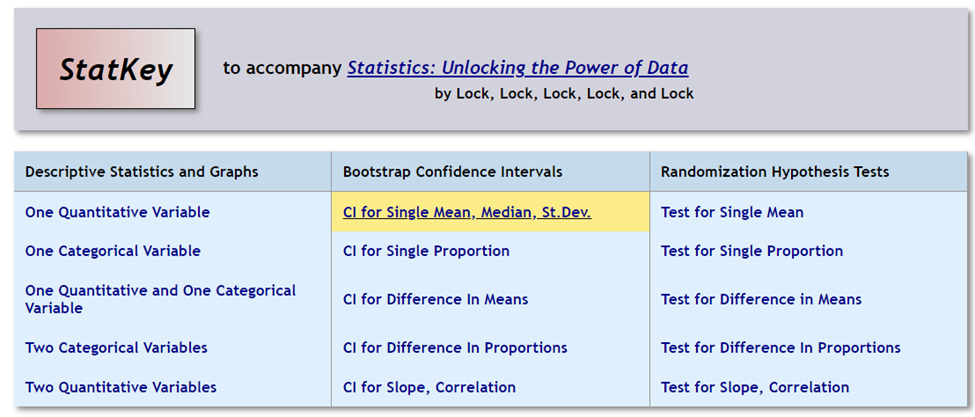 StatKey
to accompany Statistics: Unlocking the Power of Data
by Lock, Lock, Lock, Lock, and Lock
Descriptive Statistics and Graphs
Bootstrap Confidence Intervals
Randomization Hypothesis Tests
One Quantitative Variable
CI for Single Mean, Median, St.Dev.
Test for Single Mean
One Categorical Variable
CI for Single Proportion
Test for Single Proportion
One Quantitative and One Categorical
Variable
CI for Difference In Means
Test for Difference in Means
Two Categorical Variables
CI for Difference In Proportions
Test for Difference In Proportions
Two Quantitative Variables
CI for Slope, Correlation
Test for Slope, Correlation